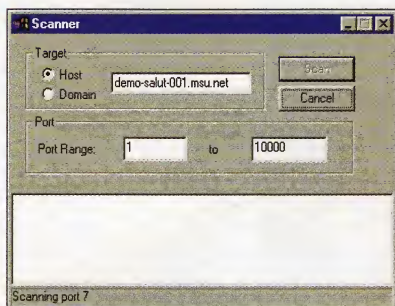 Scanner
Target
Host
demo-salut-001.msu.net
Scan
Domain
Cancel
Port
Port Range:
1
to
10000
Scanning port 7